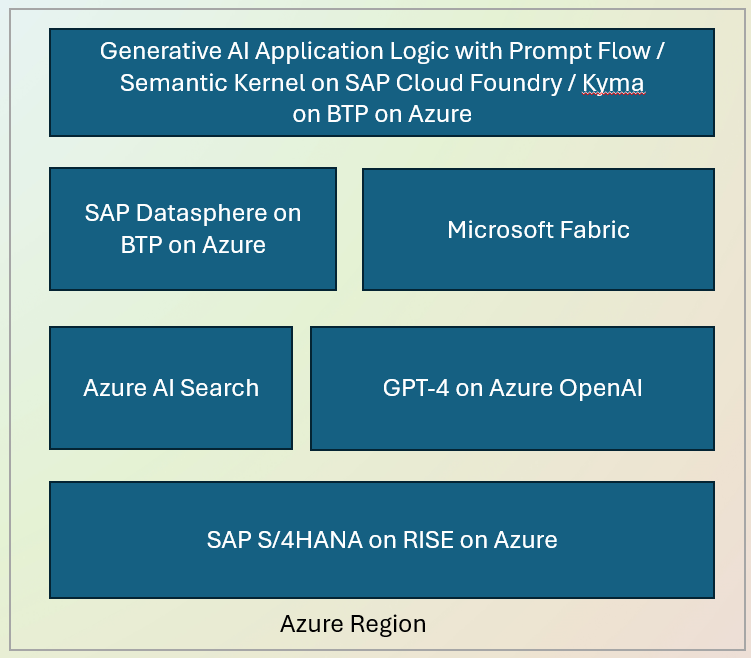 Generative AI Application Logic with Prompt Flow /
Semantic Kernel on SAP Cloud Foundry / Kyma
on BTP on Azure
SAP Datasphere on
BTP on Azure
Microsoft Fabric
Azure AI Search
GPT-4 on Azure OpenAI
SAP S/4HANA on RISE on Azure
Azure Region